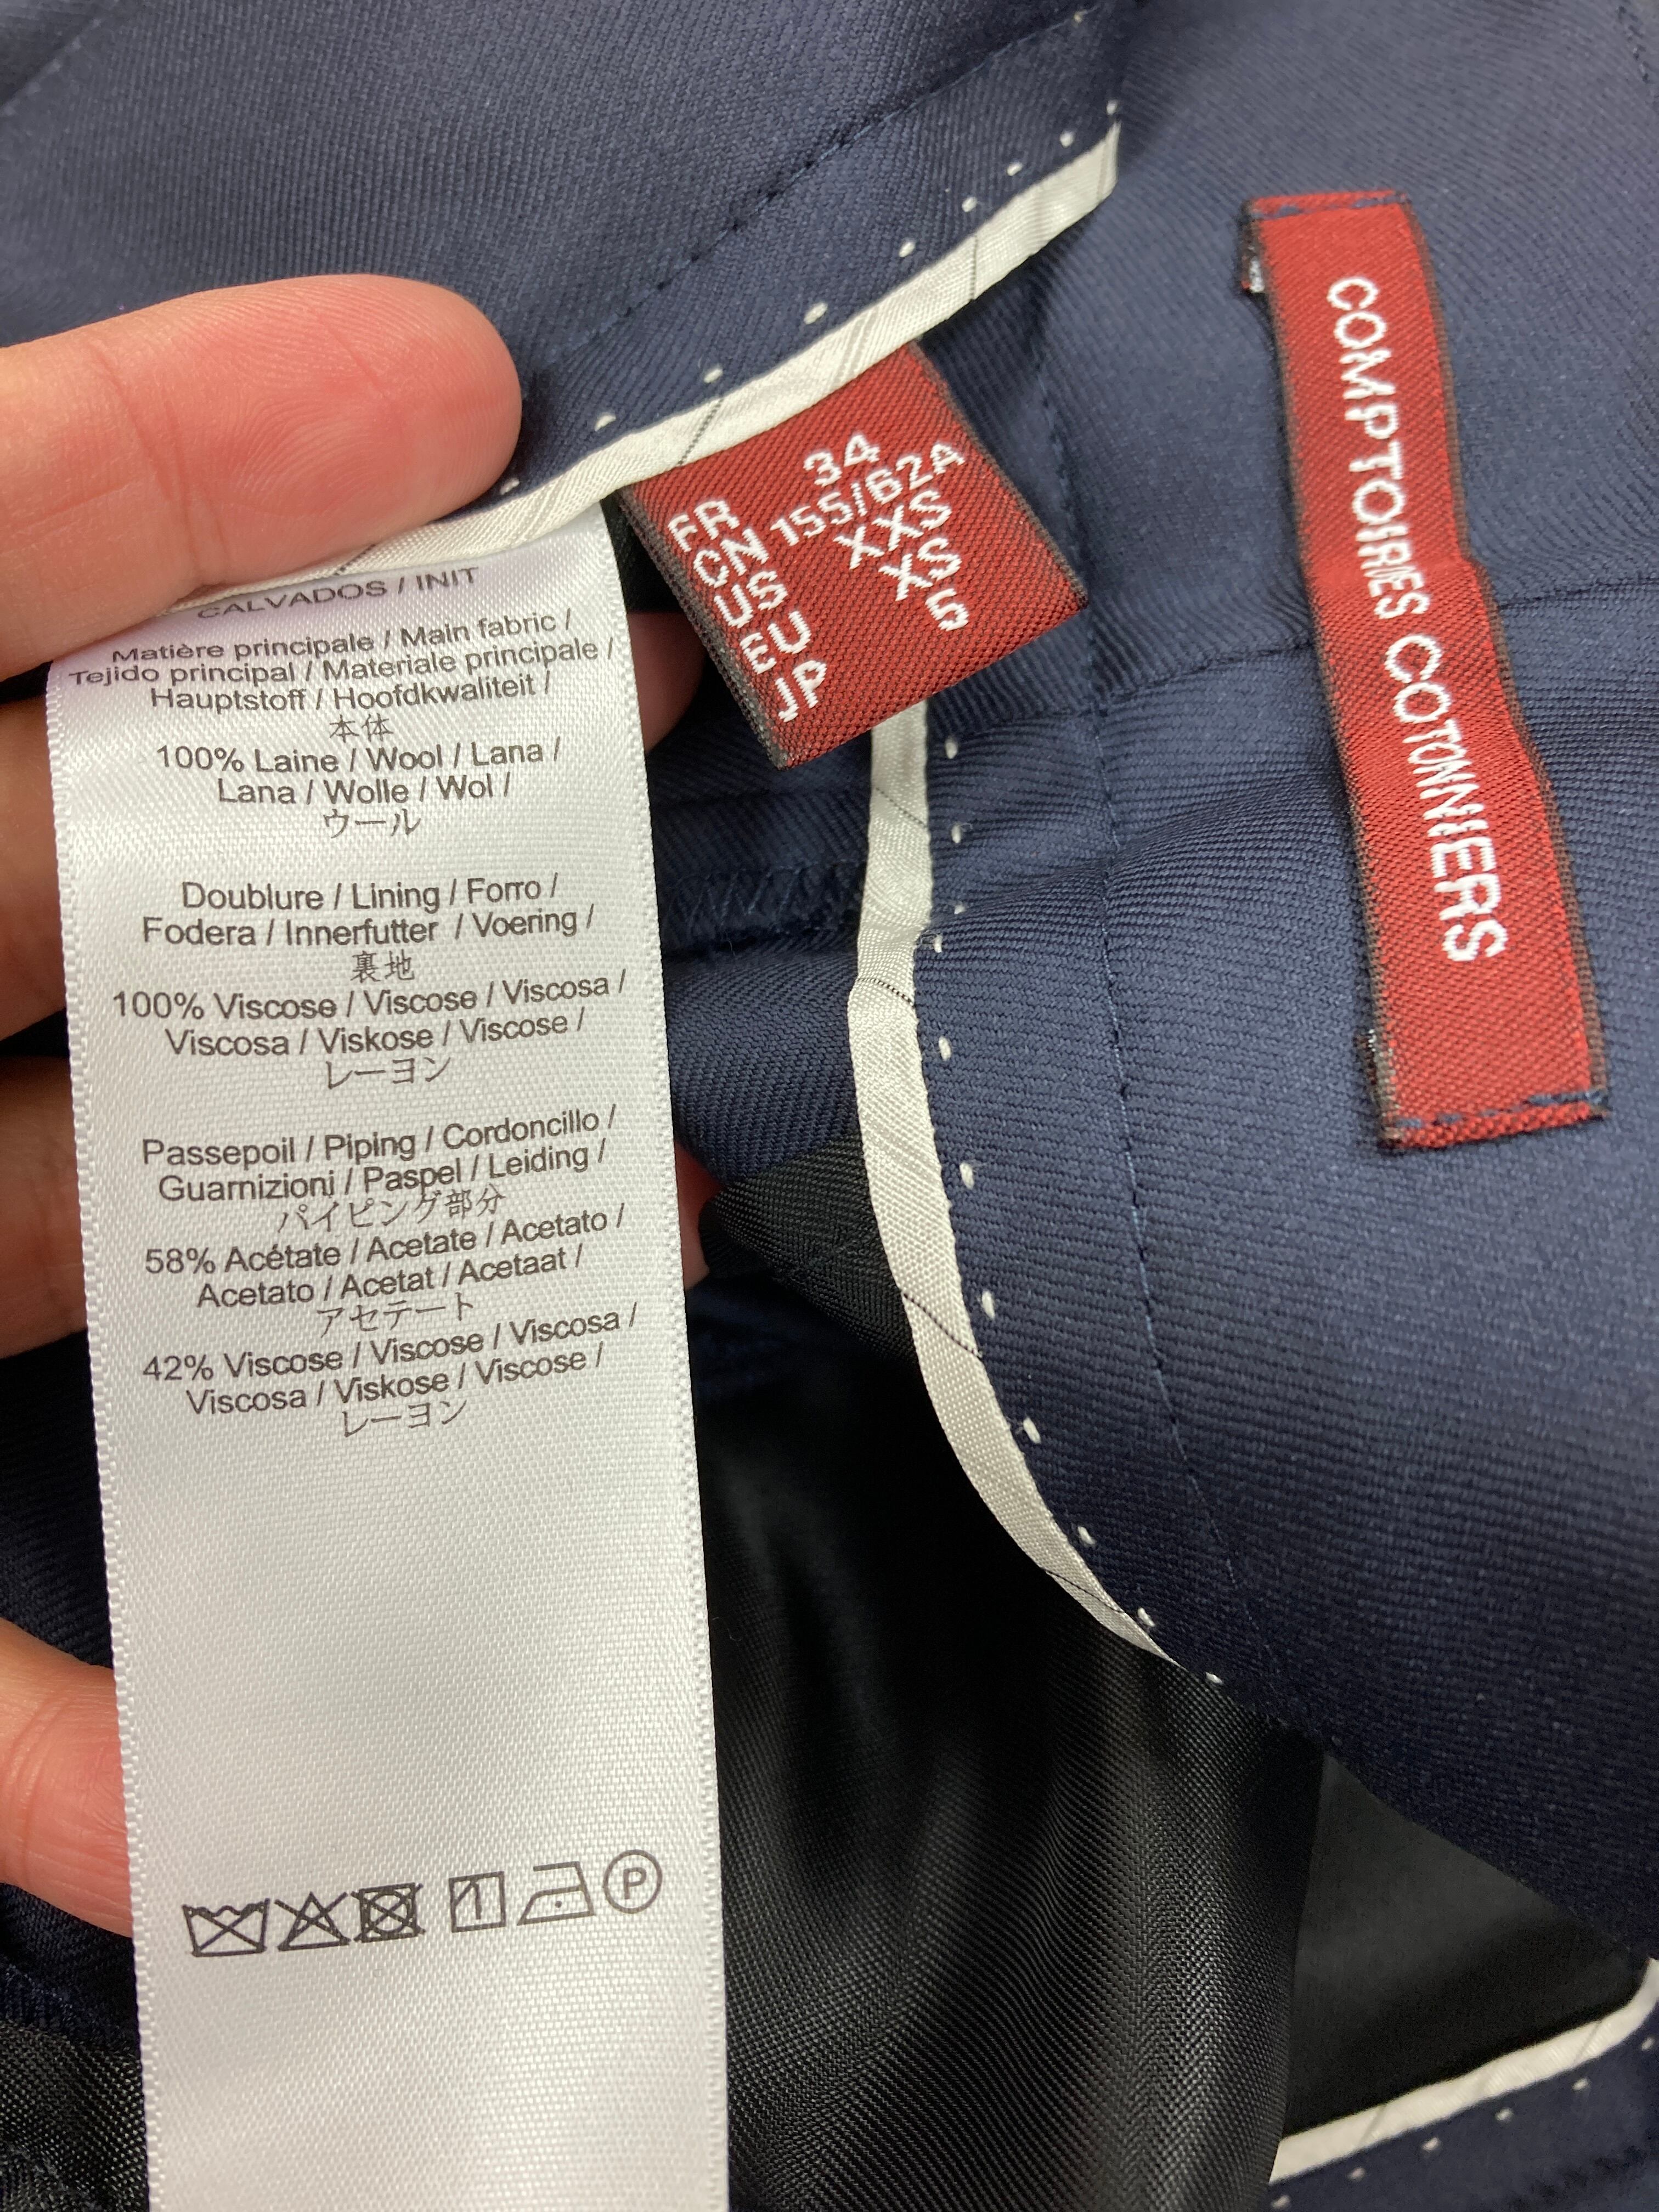 CALVADOS / INIT
Matière principale / Main fabric /
Tejido principal / Materiale principale /
Hauptstoff / Hoofdkwaliteit /
本体
100% Laine / Wool / Lana /
Lana / Wolle / Wol /
ウール
Doublure / Lining / Forro /
Fodera / Innerfutter / Voering /
裏地
100% Viscose / Viscose / Viscosa /
Viscosa / Viskose / Viscose /
レーヨン
Passepoil / Piping / Cordoncillo /
Guarnizioni / Paspel / Leiding /
パイピング部分
58% Acétate / Acetate / Acetato /
Acetato / Acetat / Acetaat /
アセテート
42% Viscose / Viscose / Viscosa /
Viscosa / Viskose / Viscose /
レーヨン
P
FR 34
CN 155/62A
US XXS
EU XS
JP 5
COMPTOIRIES COTONNIERS